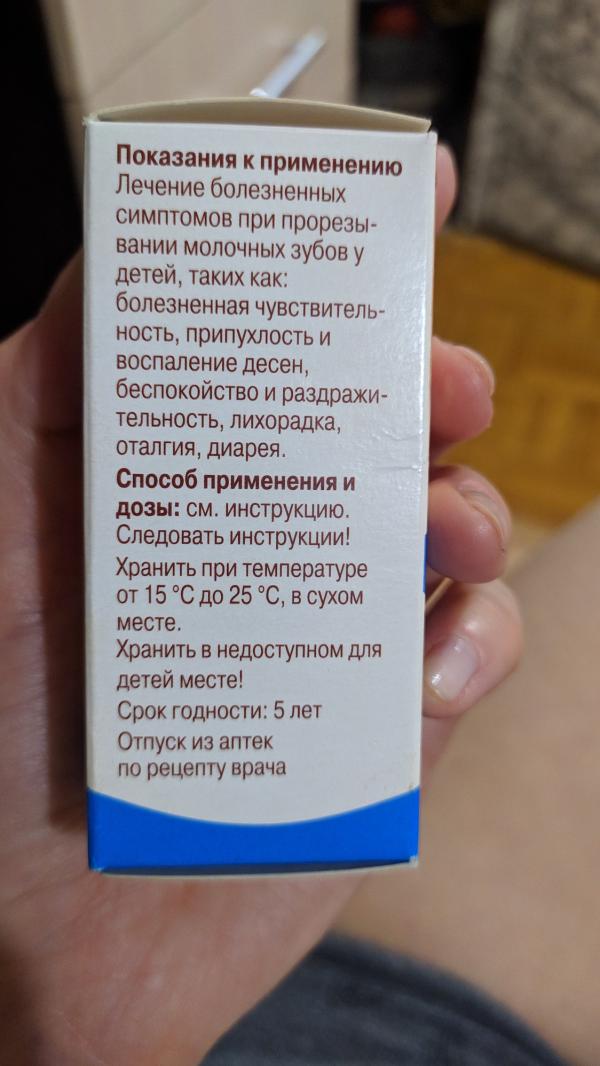 Показания к применению
Лечение болезненных
симптомов при прорезы-
вании молочных зубов у
детей, таких как:
болезненная чувствитель-
ность, припухлость и
воспаление десен,
беспокойство и раздражи-
тельность, лихорадка,
оталгия, диарея.
Способ применения и
дозы: см. инструкцию.
Следовать инструкции!
Хранить при температуре
от 15 °С до 25 °С, в сухом
месте.
Хранить в недоступном для
детей месте!
Срок годности: 5 лет
Отпуск из аптек
по рецепту врача